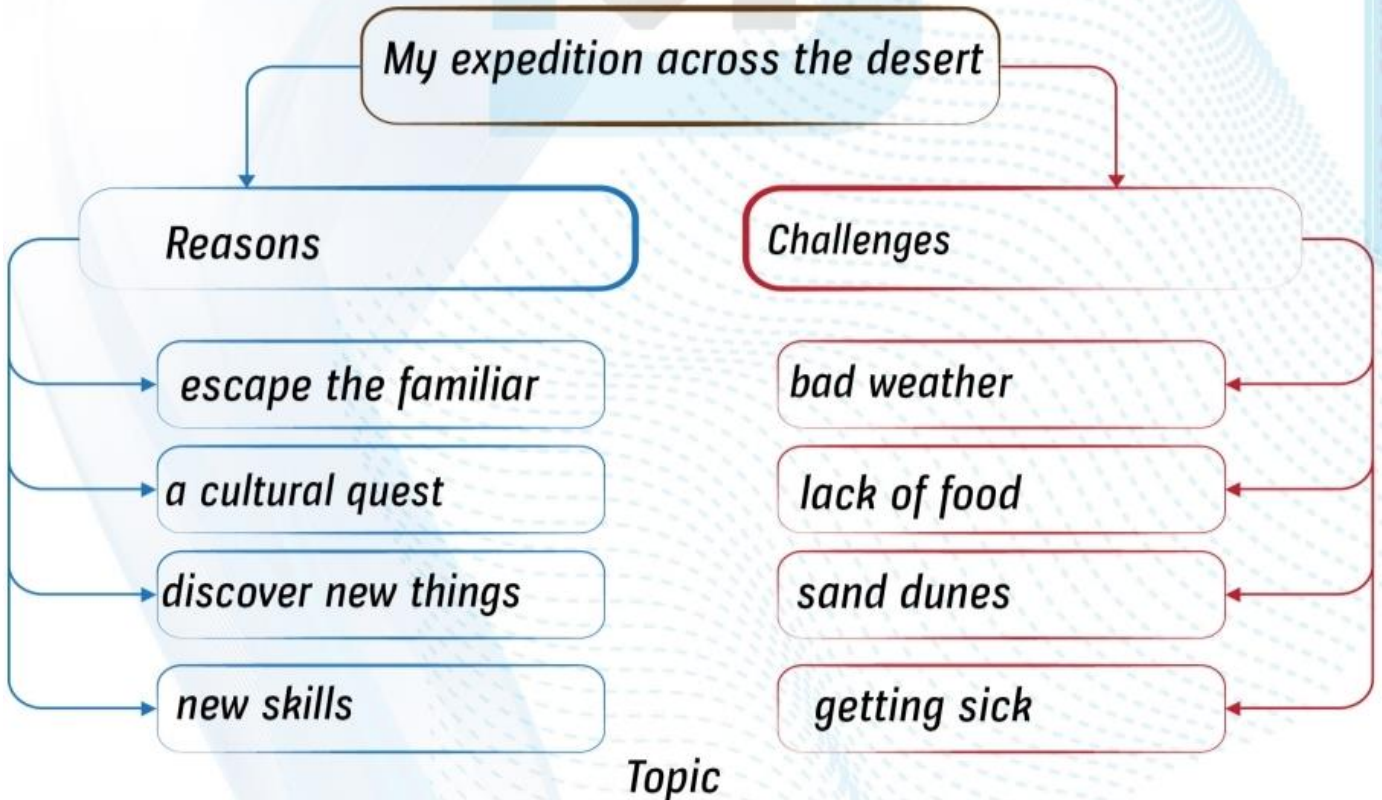 My expedition across the desert
Reasons
Challenges
escape the familiar
bad weather
a cultural quest
lack of food
discover new things
sand dunes
new skills
getting sick
Topic